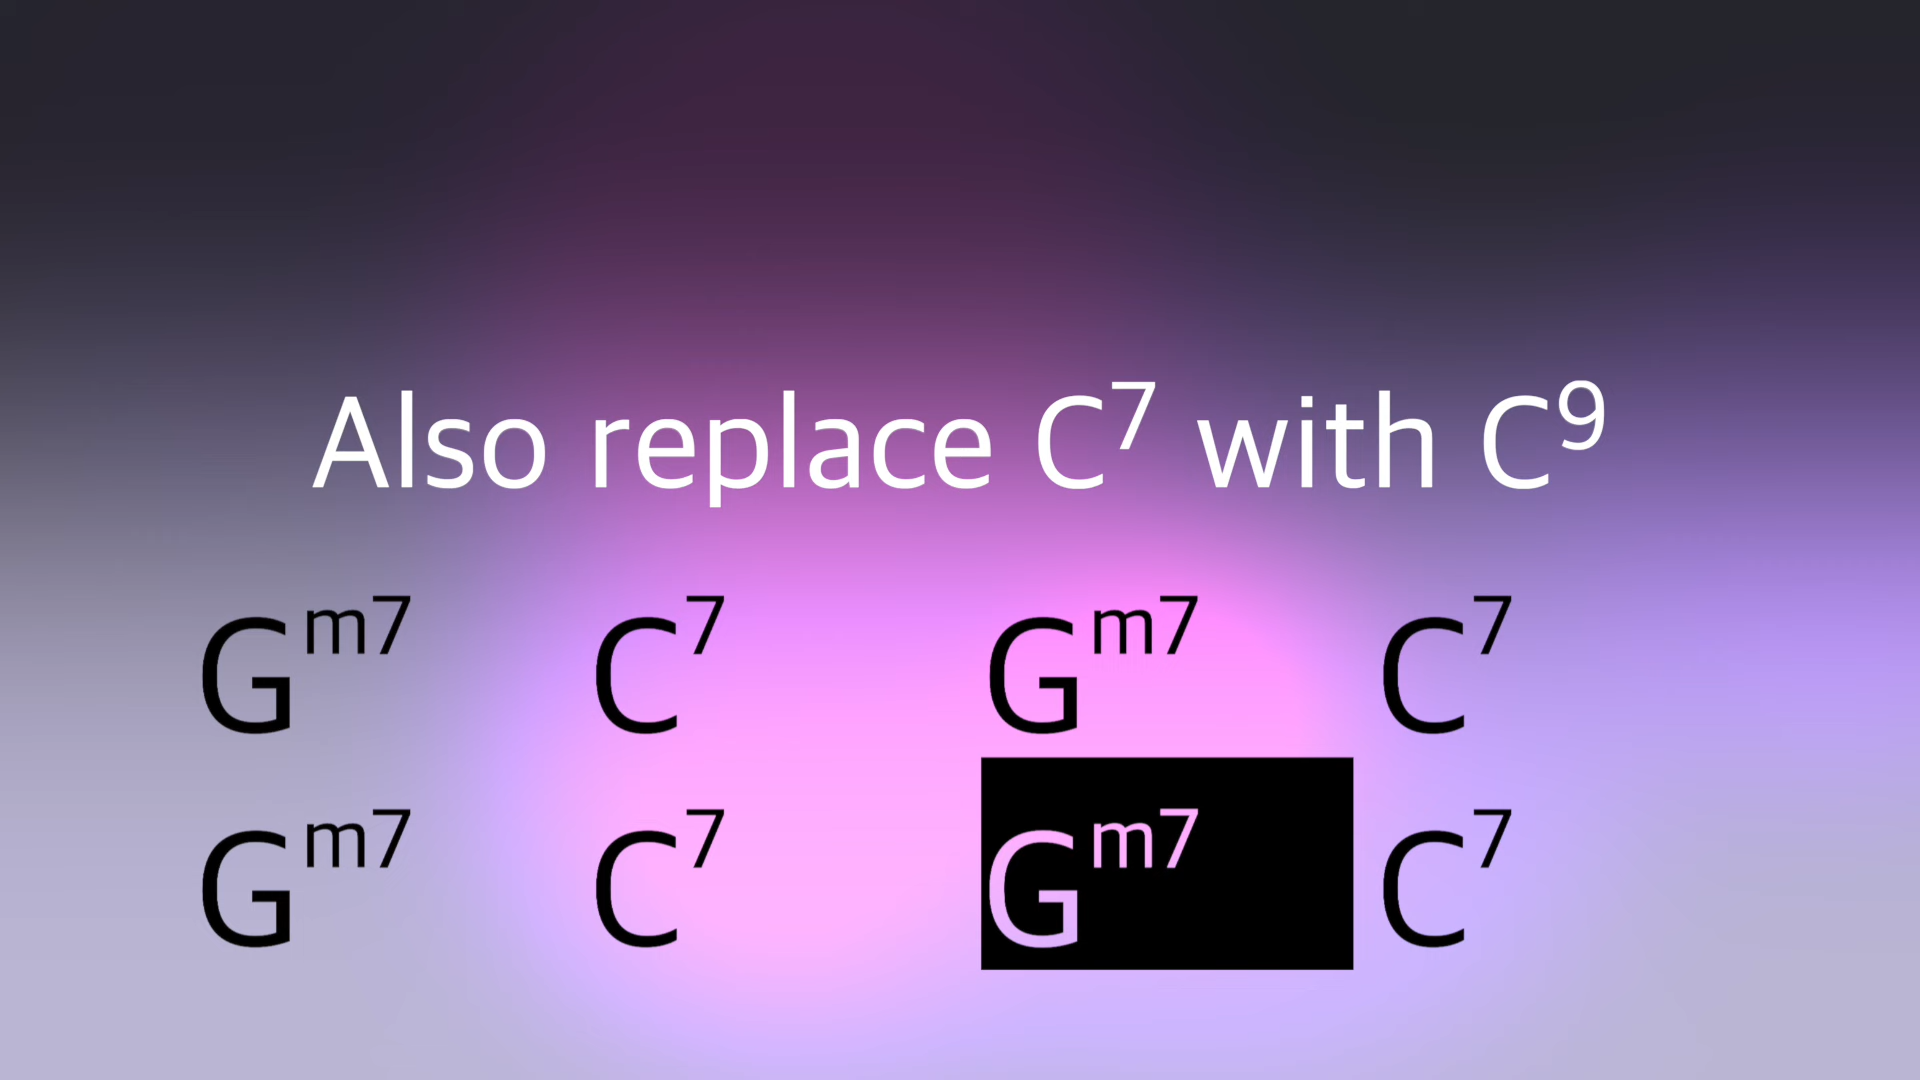 Also replace C⁷ with C⁹
Gᵐ⁷ C⁷ Gᵐ⁷ C⁷
Gᵐ⁷ C⁷ Gᵐ⁷ C⁷